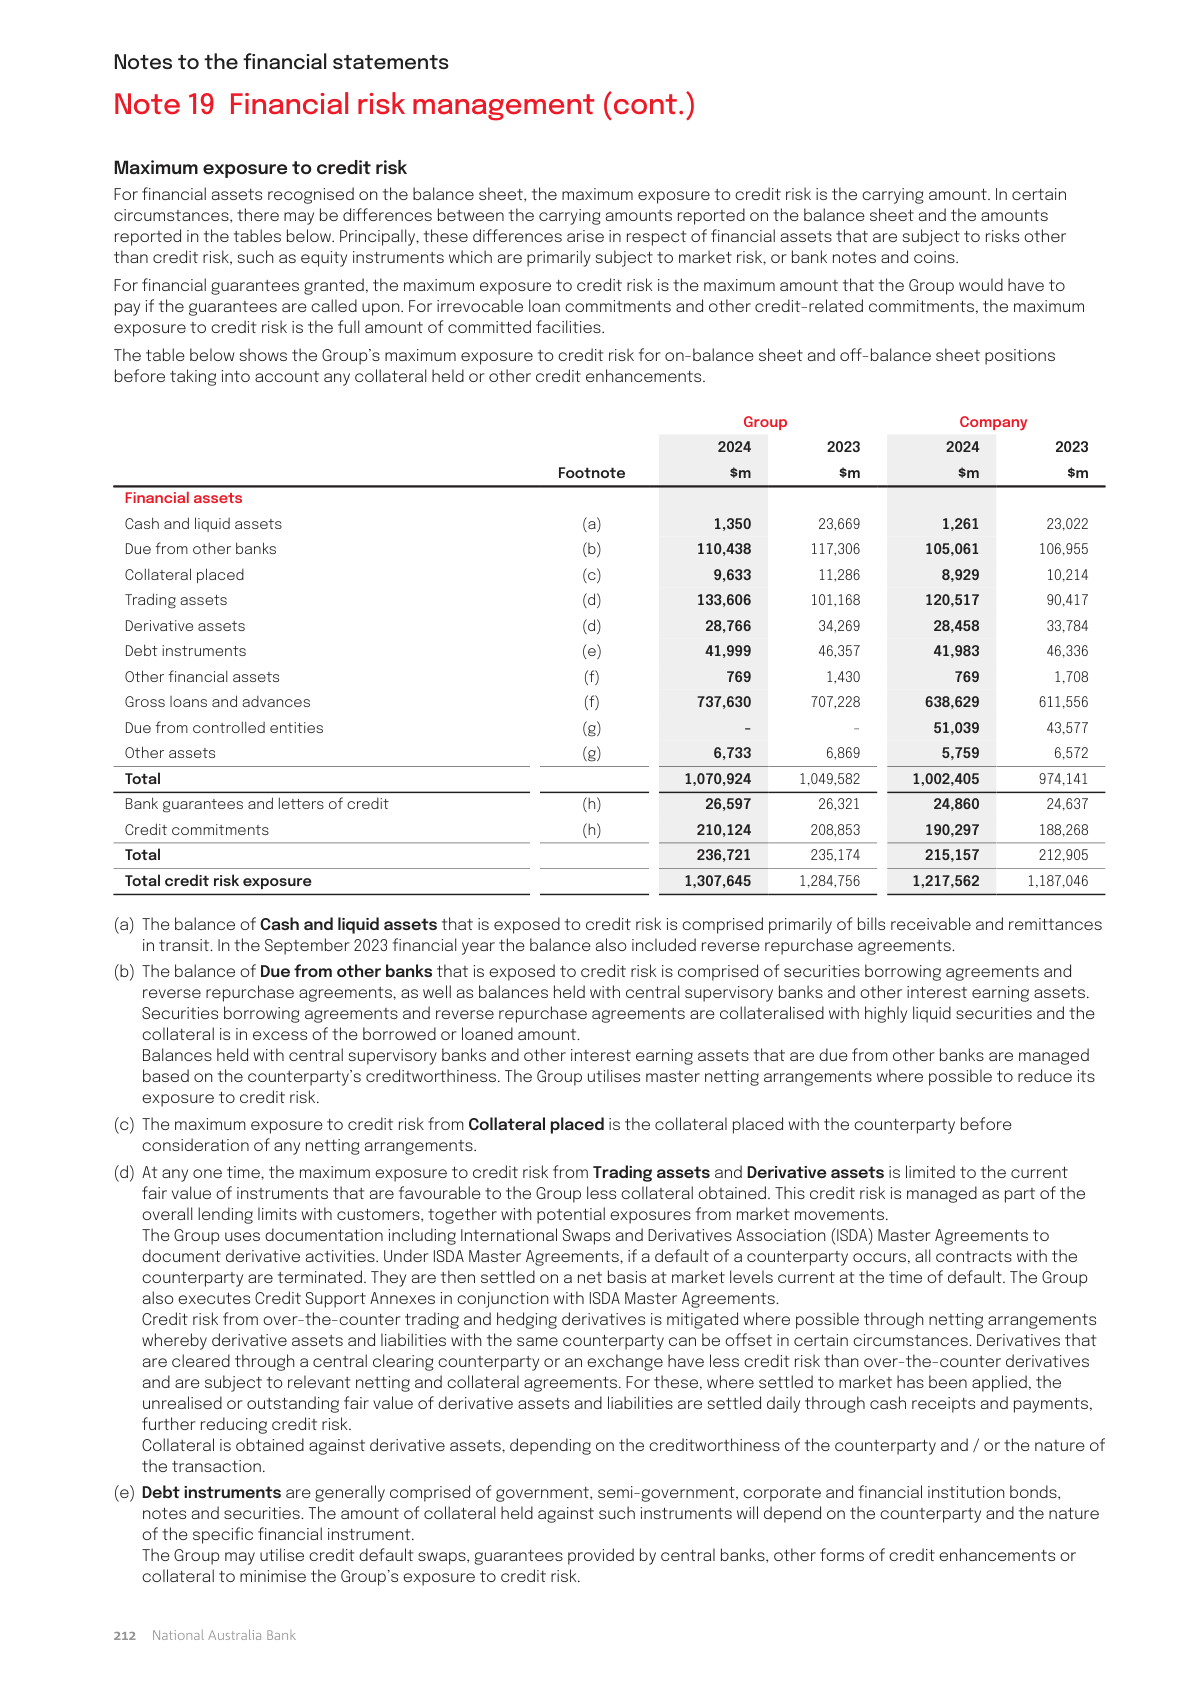 Notes to the financial statements
Note 19 Financial risk management (cont.)
Maximum exposure to credit risk
For financial assets recognised on the balance sheet, the maximum exposure to credit risk is the carrying amount. In certain
circumstances, there may be differences between the carrying amounts reported on the balance sheet and the amounts
reported in the tables below. Principally, these differences arise in respect of financial assets that are subject to risks other
than credit risk, such as equity instruments which are primarily subject to market risk, or bank notes and coins.
For financial guarantees granted, the maximum exposure to credit risk is the maximum amount that the Group would have to
pay if the guarantees are called upon. For irrevocable loan commitments and other credit-related commitments, the maximum
exposure to credit risk is the full amount of committed facilities.
The table below shows the Group's maximum exposure to credit risk for on-balance sheet and off-balance sheet positions
before taking into account any collateral held or other credit enhancements.
Group Company
2024 2023 2024 2023
Footnote $m $m $m $m
Financial assets
Cash and liquid assets (a) 1,350 23,669 1,261 23,022
Due from other banks (b) 110,438 117,306 105,061 106,955
Collateral placed (c) 9,633 11,286 8,929 10,214
Trading assets (d) 133,606 101,168 120,517 90,417
Derivative assets (d) 28,766 34,269 28,458 33,784
Debt instruments (e) 41,999 46,357 41,983 46,336
Other financial assets (f) 769 1,430 769 1,708
Gross loans and advances (f) 737,630 707,228 638,629 611,556
Due from controlled entities (g) - - 51,039 43,577
Other assets (g) 6,733 6,869 5,759 6,572
Total 1,070,924 1,049,582 1,002,405 974,141
Bank guarantees and letters of credit (h) 26,597 26,321 24,860 24,637
Credit commitments (h) 210,124 208,853 190,297 188,268
Total 236,721 235,174 215,157 212,905
Total credit risk exposure 1,307,645 1,284,756 1,217,562 1,187,046
(a) The balance of Cash and liquid assets that is exposed to credit risk is comprised primarily of bills receivable and remittances
in transit. In the September 2023 financial year the balance also included reverse repurchase agreements.
(b) The balance of Due from other banks that is exposed to credit risk is comprised of securities borrowing agreements and
reverse repurchase agreements, as well as balances held with central supervisory banks and other interest earning assets.
Securities borrowing agreements and reverse repurchase agreements are collateralised with highly liquid securities and the
collateral is in excess of the borrowed or loaned amount.
Balances held with central supervisory banks and other interest earning assets that are due from other banks are managed
based on the counterparty's creditworthiness. The Group utilises master netting arrangements where possible to reduce its
exposure to credit risk.
(c) The maximum exposure to credit risk from Collateral placed is the collateral placed with the counterparty before
consideration of any netting arrangements.
(d) At any one time, the maximum exposure to credit risk from Trading assets and Derivative assets is limited to the current
fair value of instruments that are favourable to the Group less collateral obtained. This credit risk is managed as part of the
overall lending limits with customers, together with potential exposures from market movements.
The Group uses documentation including International Swaps and Derivatives Association (ISDA) Master Agreements to
document derivative activities. Under ISDA Master Agreements, if a default of a counterparty occurs, all contracts with the
counterparty are terminated. They are then settled on a net basis at market levels current at the time of default. The Group
also executes Credit Support Annexes in conjunction with ISDA Master Agreements.
Credit risk from over-the-counter trading and hedging derivatives is mitigated where possible through netting arrangements
whereby derivative assets and liabilities with the same counterparty can be offset in certain circumstances. Derivatives that
are cleared through a central clearing counterparty or an exchange have less credit risk than over-the-counter derivatives
and are subject to relevant netting and collateral agreements. For these, where settled to market has been applied, the
unrealised or outstanding fair value of derivative assets and liabilities are settled daily through cash receipts and payments,
further reducing credit risk.
Collateral is obtained against derivative assets, depending on the creditworthiness of the counterparty and / or the nature of
the transaction.
(e) Debt instruments are generally comprised of government, semi-government, corporate and financial institution bonds,
notes and securities. The amount of collateral held against such instruments will depend on the counterparty and the nature
of the specific financial instrument.
The Group may utilise credit default swaps, guarantees provided by central banks, other forms of credit enhancements or
collateral to minimise the Group's exposure to credit risk.
212 National Australia Bank